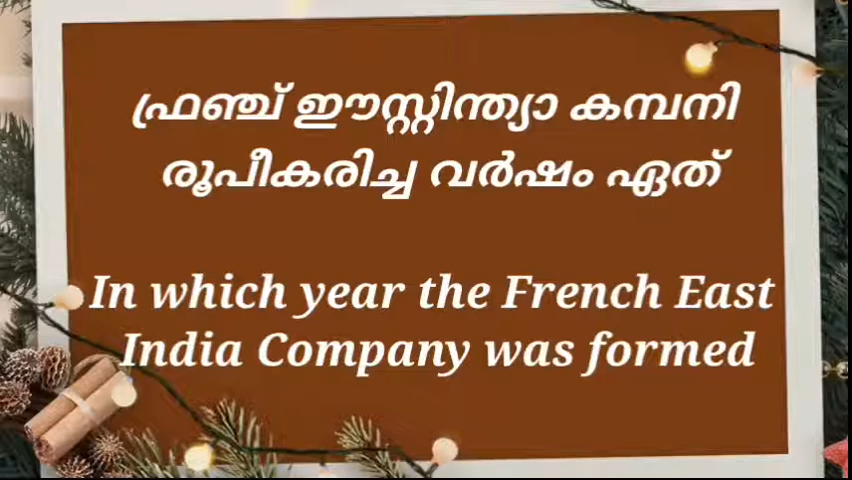 ഫ്രഞ്ച് ഈസ്റ്റിന്ത്യാ കമ്പനി
രൂപീകരിച്ച വർഷം ഏത്
In which year the French East
India Company was formed